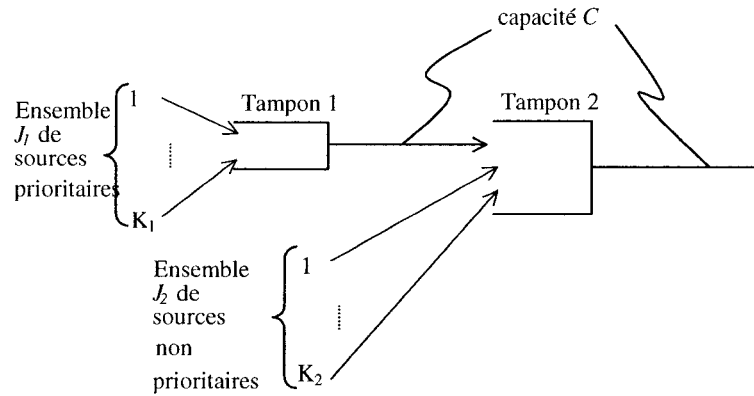 capacité C
Ensemble
J1 de
sources
prioritaires
1
K1
Tampon 1
Tampon 2
Ensemble
J2 de
sources
non
prioritaires
1
K2